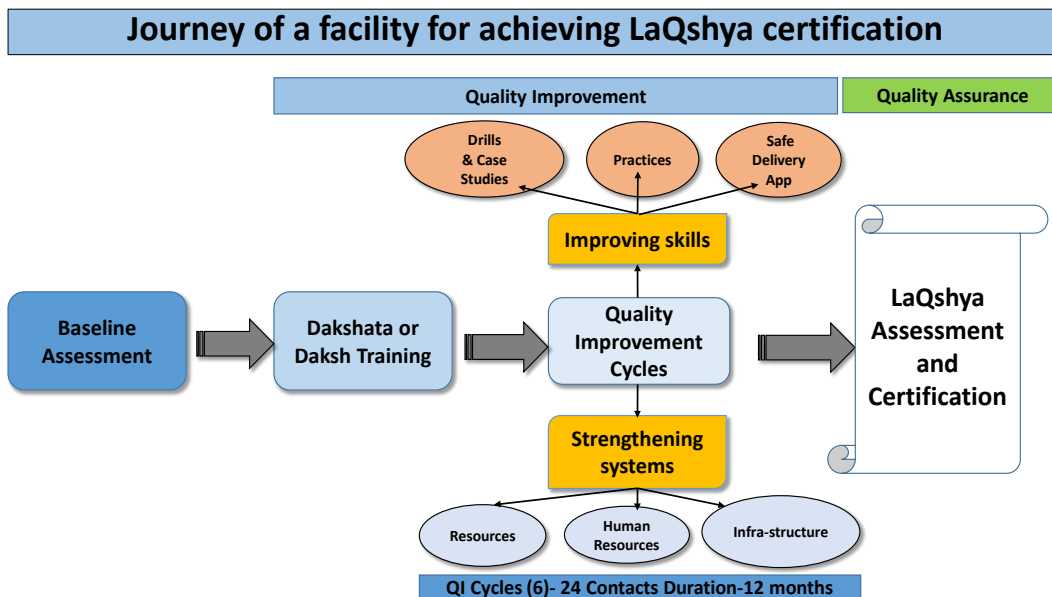 Journey of a facility for achieving LaQshya certification
Quality Improvement
Quality Assurance
Drills
& Case
Studies
Practices
Safe
Delivery
App
Improving skills
Baseline
Assessment
Dakshata or
Daksh Training
Quality
Improvement
Cycles
LaQshya
Assessment
and
Certification
Strengthening
systems
Resources
Human
Resources
Infra-structure
QI Cycles (6)- 24 Contacts Duration-12 months